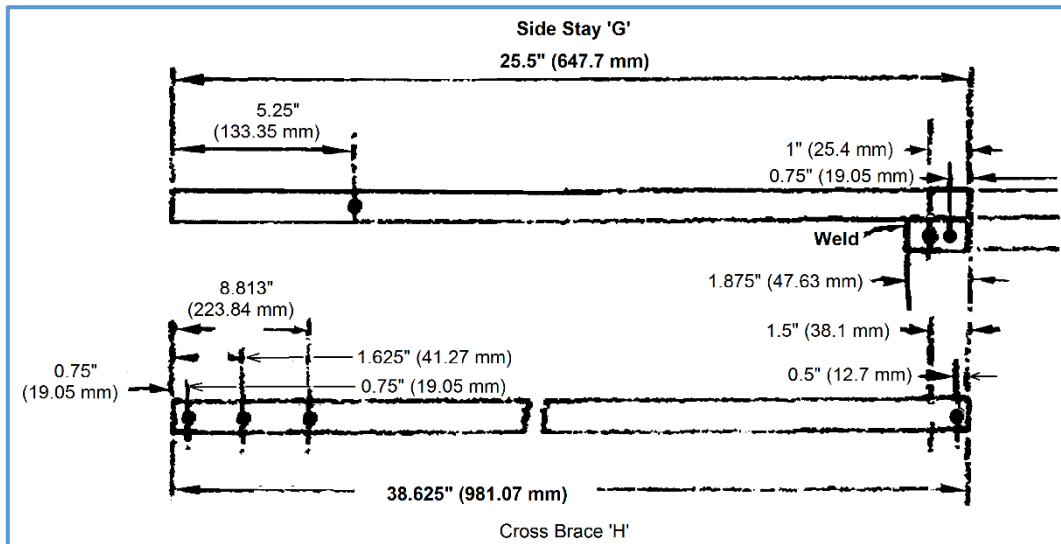 Side Stay 'G'
25.5" (647.7 mm)
5.25"
(133.35 mm)
1" (25.4 mm)
0.75" (19.05 mm)
Weld
1.875" (47.63 mm)
8.813"
(223.84 mm)
1.5" (38.1 mm)
1.625" (41.27 mm)
0.75"
(19.05 mm)
0.75" (19.05 mm)
0.5" (12.7 mm)
38.625" (981.07 mm)
Cross Brace 'H'